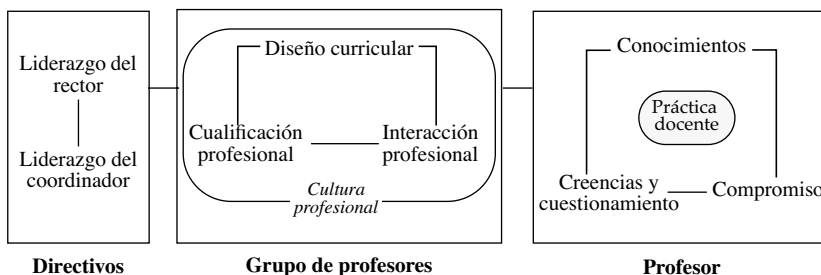 Liderazgo del
rector
Liderazgo del
coordinador
Directivos
Diseño curricular
Cualificación
profesional
Interacción
profesional
Cultura
profesional
Grupo de profesores
Conocimientos
Práctica
docente
Creencias y
cuestionamiento
Compromiso
Profesor